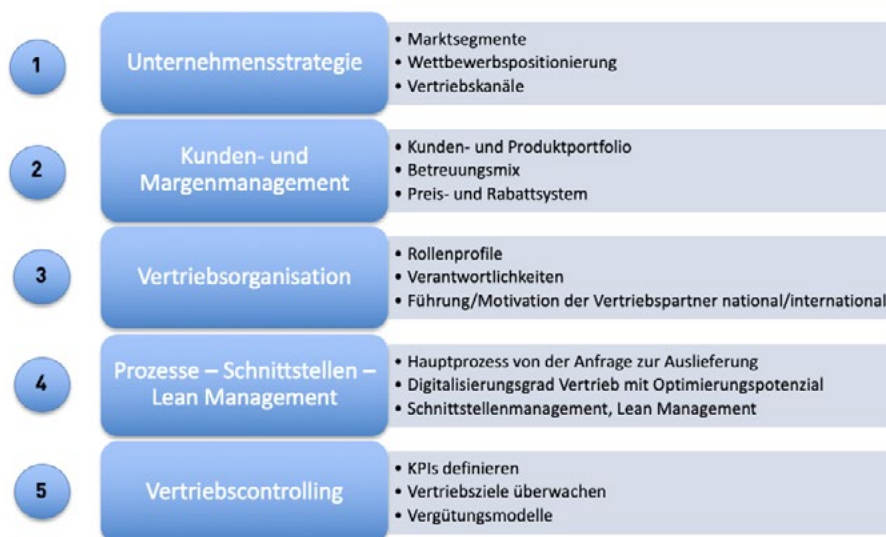 1
Unternehmensstrategie
• Marktsegmente
• Wettbewerbspositionierung
• Vertriebskanäle
2
Kunden- und
Margenmanagement
• Kunden- und Produktportfolio
• Betreuungsmix
• Preis- und Rabattsystem
3
Vertriebsorganisation
• Rollenprofile
• Verantwortlichkeiten
• Führung/Motivation der Vertriebspartner national/international
4
Prozesse – Schnittstellen –
Lean Management
• Hauptprozess von der Anfrage zur Auslieferung
• Digitalisierungsgrad Vertrieb mit Optimierungspotenzial
• Schnittstellenmanagement, Lean Management
5
Vertriebscontrolling
• KPIs definieren
• Vertriebsziele überwachen
• Vergütungsmodelle